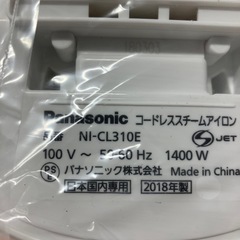 Panasonic コードレススチームアイロン
品番 NI-CL310E
JET
100 V ～ 50-60 Hz 1400 W
PS E パナソニック株式会社 Made in China
日本国内専用 2018年製